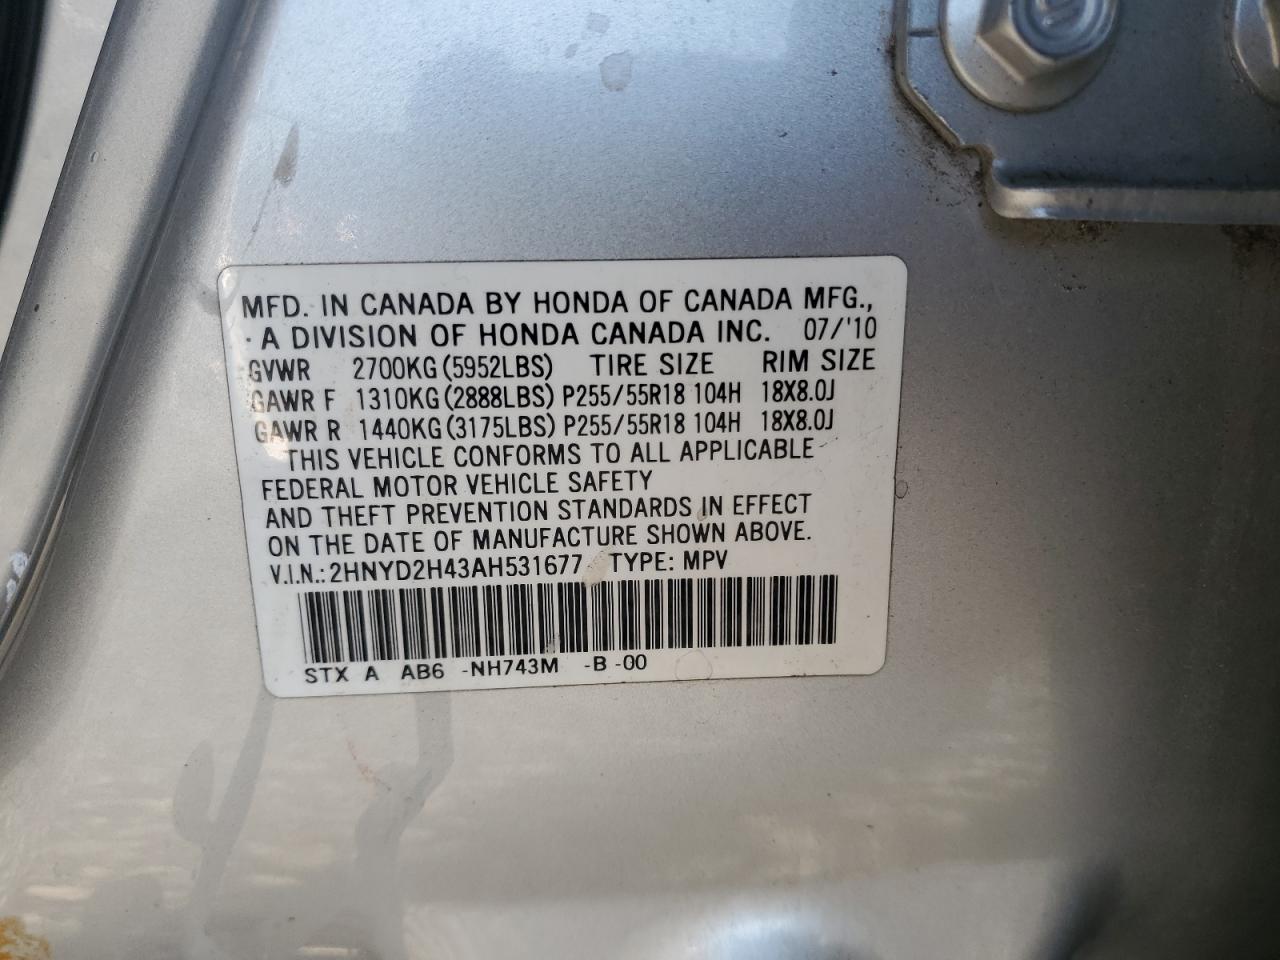 MFD. IN CANADA BY HONDA OF CANADA MFG.,
A DIVISION OF HONDA CANADA INC. 07/'10
GVWR 2700KG (5952LBS) TIRE SIZE RIM SIZE
GAWR F 1310KG (2888LBS) P255/55R18 104H 18X8.0J
GAWR R 1440KG (3175LBS) P255/55R18 104H 18X8.0J
THIS VEHICLE CONFORMS TO ALL APPLICABLE
FEDERAL MOTOR VEHICLE SAFETY
AND THEFT PREVENTION STANDARDS IN EFFECT
ON THE DATE OF MANUFACTURE SHOWN ABOVE.
V.I.N.: 2HNYD2H43AH531677 TYPE: MPV
STX A AB6 -NH743M -B -00